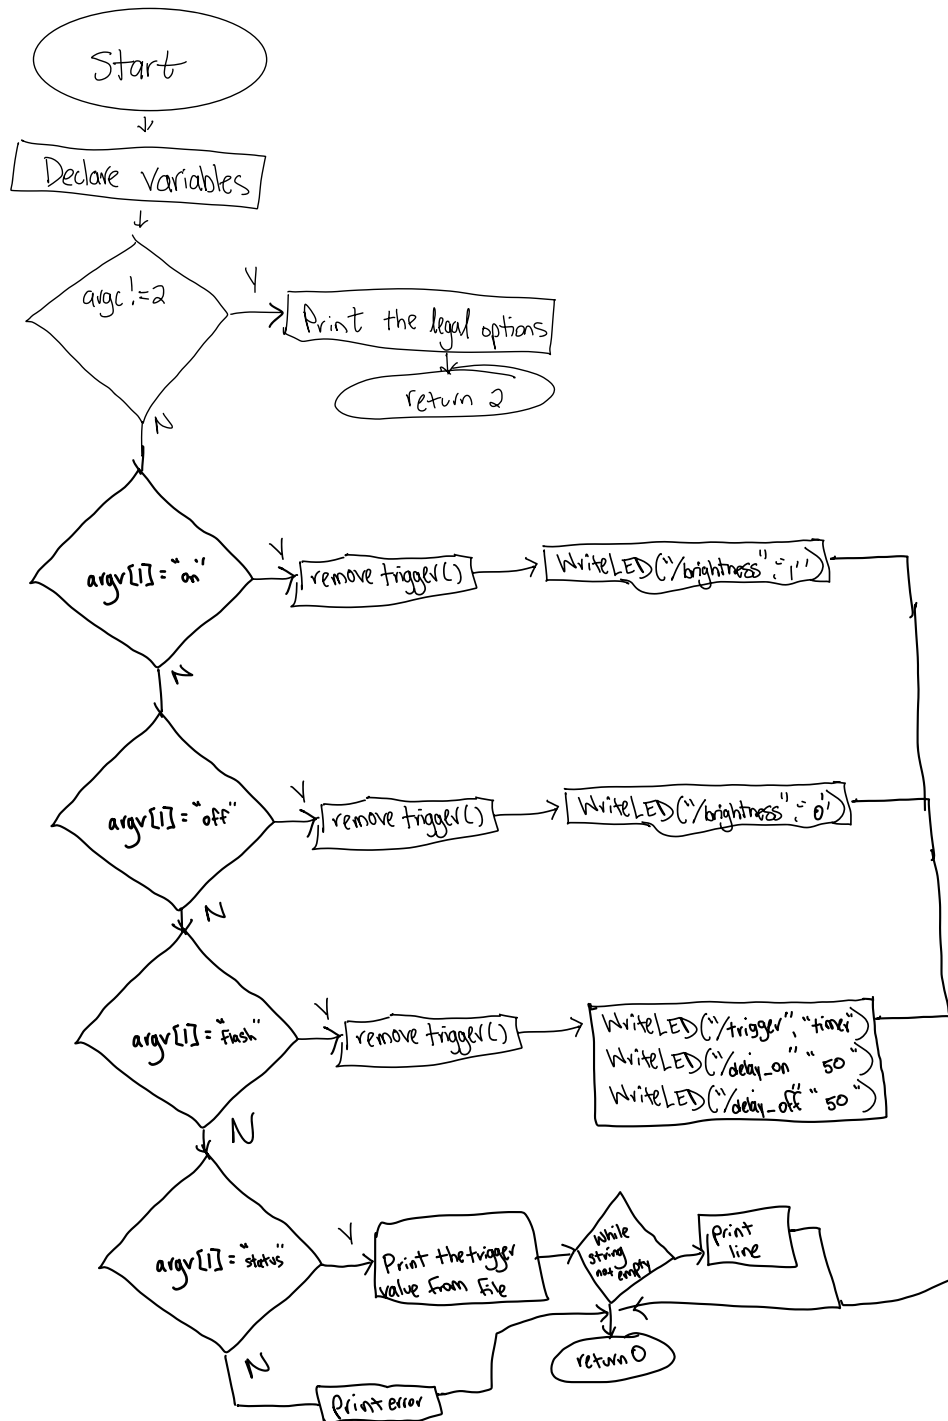 Start
Declare variables
argc != 2
Y
Print the legal options
return 2
N
argv[1] = "on"
Y
remove trigger()
WriteLED("/brightness" = 1")
N
argv[1] = "off"
Y
remove trigger()
WriteLED("/brightness" = 0')
N
argv[1] = "flash"
Y
remove trigger()
WriteLED("/trigger", "timer")
WriteLED("/delay_on" "50")
WriteLED("/delay_off" "50")
N
argv[1] = "status"
Y
Print the trigger
value from file
While
string
not empty
print
line
return 0
N
print error